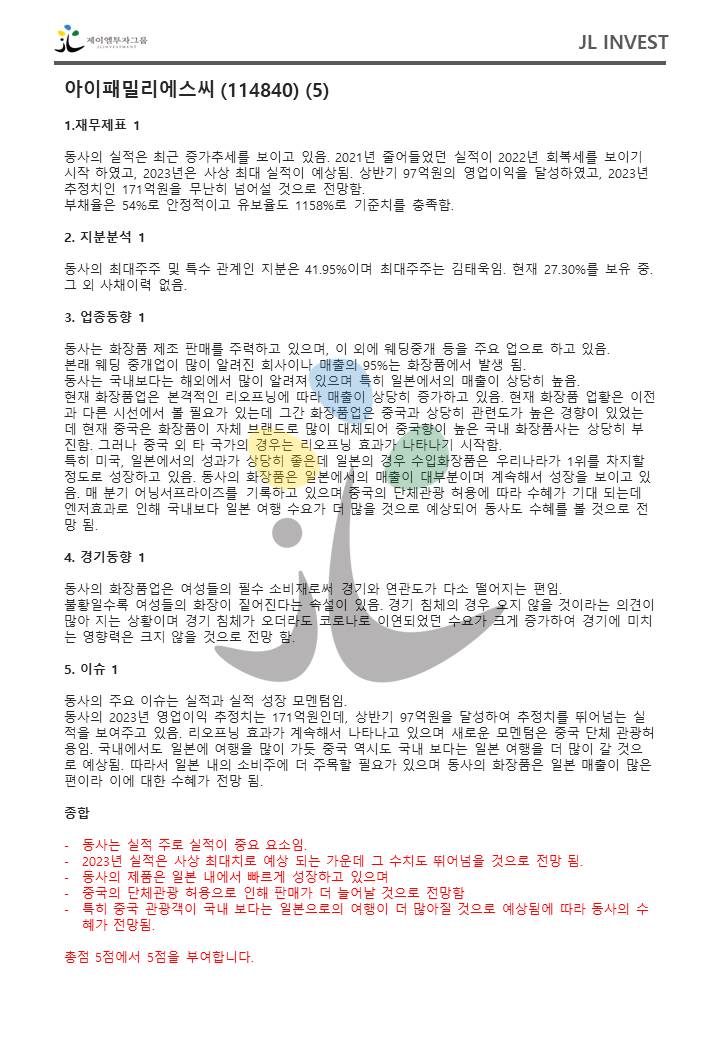 제이엘투자그룹
JL INVESTMENT
JL INVEST
아이패밀리에스씨 (114840) (5)
1.재무제표 1
동사의 실적은 최근 증가추세를 보이고 있음. 2021년 줄어들었던 실적이 2022년 회복세를 보이기
시작 하였고, 2023년은 사상 최대 실적이 예상됨. 상반기 97억원의 영업이익을 달성하였고, 2023년
추정치인 171억원을 무난히 넘어설 것으로 전망함.
부채율은 54%로 안정적이고 유보율도 1158%로 기준치를 충족함.
2. 지분분석 1
동사의 최대주주 및 특수 관계인 지분은 41.95%이며 최대주주는 김태욱임. 현재 27.30%를 보유 중.
그 외 사채이력 없음.
3. 업종동향 1
동사는 화장품 제조 판매를 주력하고 있으며, 이 외에 웨딩중개 등을 주요 업으로 하고 있음.
본래 웨딩 중개업이 많이 알려진 회사이나 매출의 95%는 화장품에서 발생 됨.
동사는 국내보다는 해외에서 많이 알려져 있으며 특히 일본에서의 매출이 상당히 높음.
현재 화장품업은 본격적인 리오프닝에 따라 매출이 상당히 증가하고 있음. 현재 화장품 업황은 이전
과 다른 시선에서 볼 필요가 있는데 그간 화장품업종은 중국과 상당히 관련도가 높은 경향이 있었는
데 현재 중국은 화장품이 자체 브랜드로 많이 대체되어 중국향이 높은 국내 화장품사는 상당히 부
진함. 그러나 중국 외 타 국가의 경우는 리오프닝 효과가 나타나기 시작함.
특히 미국, 일본에서의 성과가 상당히 좋은데 일본의 경우 수입화장품은 우리나라가 1위를 차지할
정도로 성장하고 있음. 동사의 화장품은 일본에서의 매출이 대부분이며 계속해서 성장을 보이고 있
음. 매 분기 어닝서프라이즈를 기록하고 있으며 중국의 단체관광 허용에 따라 수혜가 기대 되는데
엔저효과로 인해 국내보다 일본 여행 수요가 더 많을 것으로 예상되어 동사도 수혜를 볼 것으로 전
망 됨.
4. 경기동향 1
동사의 화장품업은 여성들의 필수 소비재로써 경기와 연관도가 다소 떨어지는 편임.
불황일수록 여성들의 화장이 짙어진다는 속설이 있음. 경기 침체의 경우 오지 않을 것이라는 의견이
많아 지는 상황이며 경기 침체가 오더라도 코로나로 이연되었던 수요가 크게 증가하여 경기에 미치
는 영향력은 크지 않을 것으로 전망 함.
5. 이슈 1
동사의 주요 이슈는 실적과 실적 성장 모멘텀임.
동사의 2023년 영업이익 추정치는 171억원인데, 상반기 97억원을 달성하여 추정치를 뛰어넘는 실
적을 보여주고 있음. 리오프닝 효과가 계속해서 나타나고 있으며 새로운 모멘텀은 중국 단체 관광허
용임. 국내에서도 일본에 여행을 많이 가듯 중국 역시도 국내 보다는 일본 여행을 더 많이 갈 것으
로 예상됨. 따라서 일본 내의 소비주에 더 주목할 필요가 있으며 동사의 화장품은 일본 매출이 많은
편이라 이에 대한 수혜가 전망 됨.
종합
- 동사는 실적 주로 실적이 중요 요소임.
- 2023년 실적은 사상 최대치로 예상 되는 가운데 그 수치도 뛰어넘을 것으로 전망 됨.
- 동사의 제품은 일본 내에서 빠르게 성장하고 있으며
- 중국의 단체관광 허용으로 인해 판매가 더 늘어날 것으로 전망함
- 특히 중국 관광객이 국내 보다는 일본으로의 여행이 더 많아질 것으로 예상됨에 따라 동사의 수
혜가 전망됨.
총점 5점에서 5점을 부여합니다.